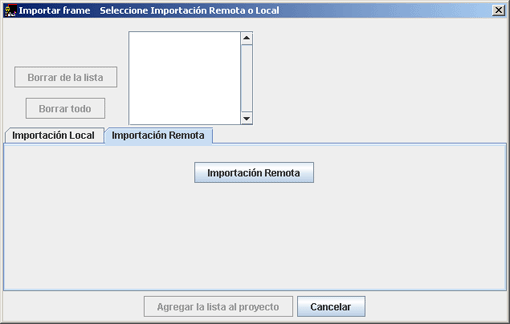 Importar frame    Seleccione Importación Remota o Local
Borrar de la lista
Borrar todo
Importación Local
Importación Remota
Importación Remota
Agregar la lista al proyecto
Cancelar